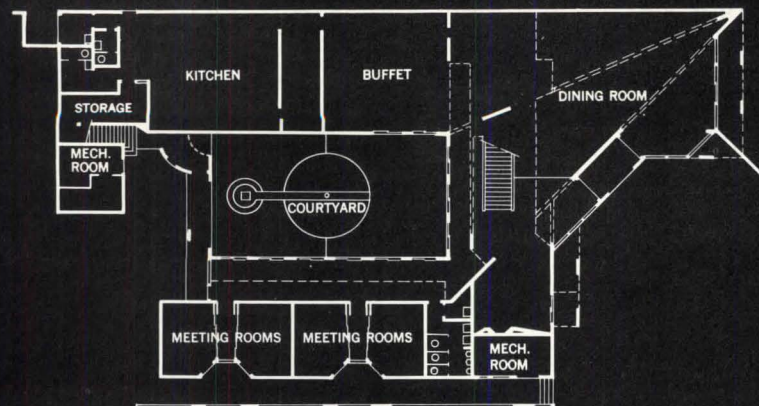 KITCHEN
BUFFET
DINING ROOM
STORAGE
MECH.
ROOM
COURTYARD
MEETING ROOMS
MEETING ROOMS
MECH.
ROOM